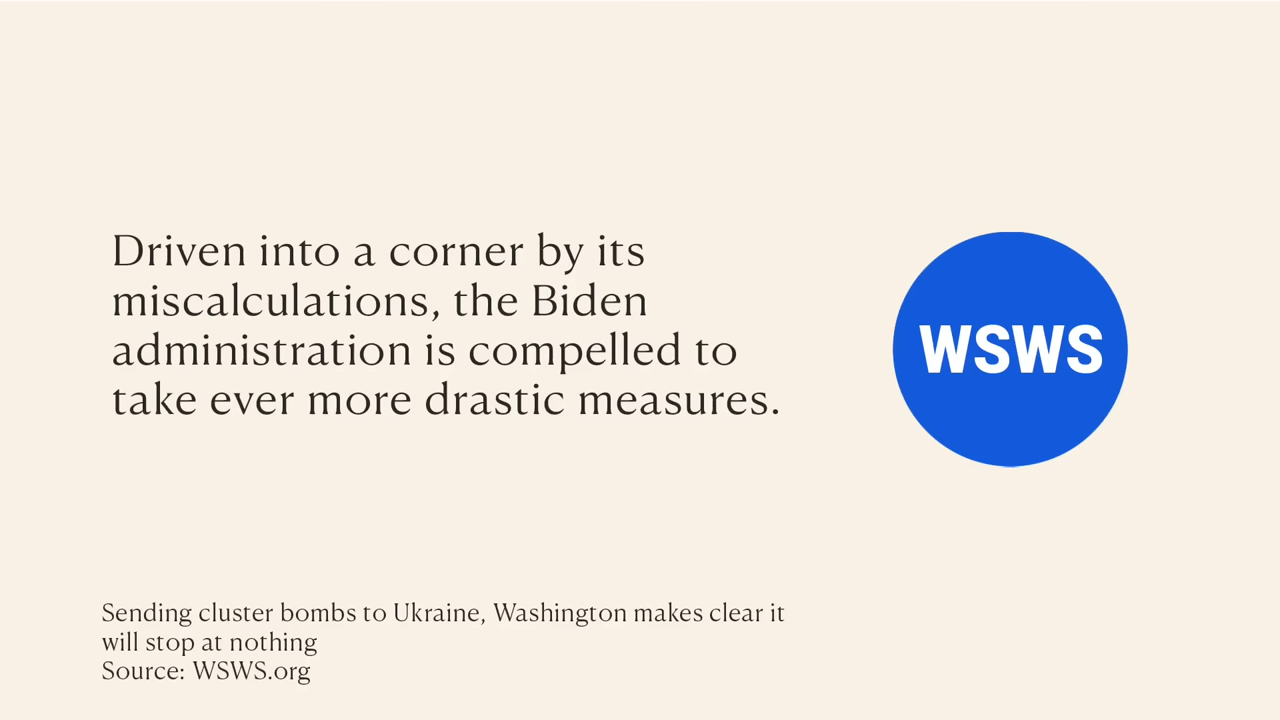 Driven into a corner by its
miscalculations, the Biden
administration is compelled to
take ever more drastic measures.
WSWS
Sending cluster bombs to Ukraine, Washington makes clear it
will stop at nothing
Source: WSWS.org